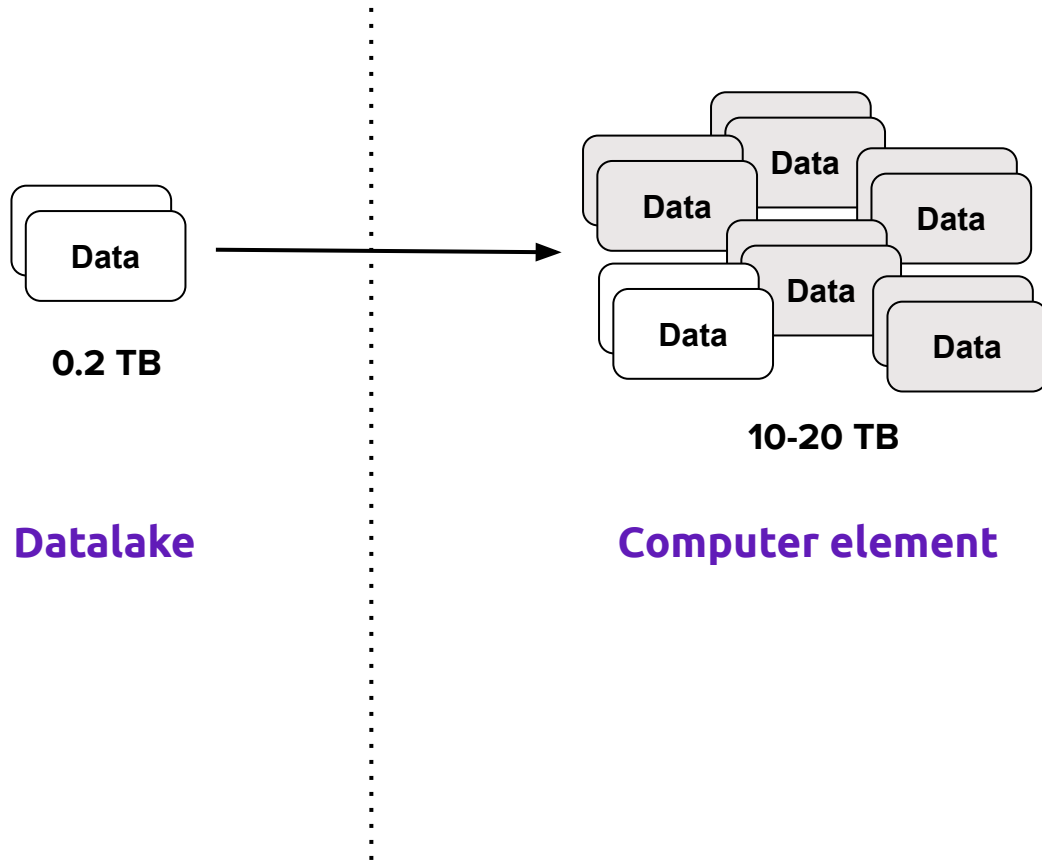 Data
0.2 TB
Datalake
Data
Data
Data
Data
Data
Data
10-20 TB
Computer element